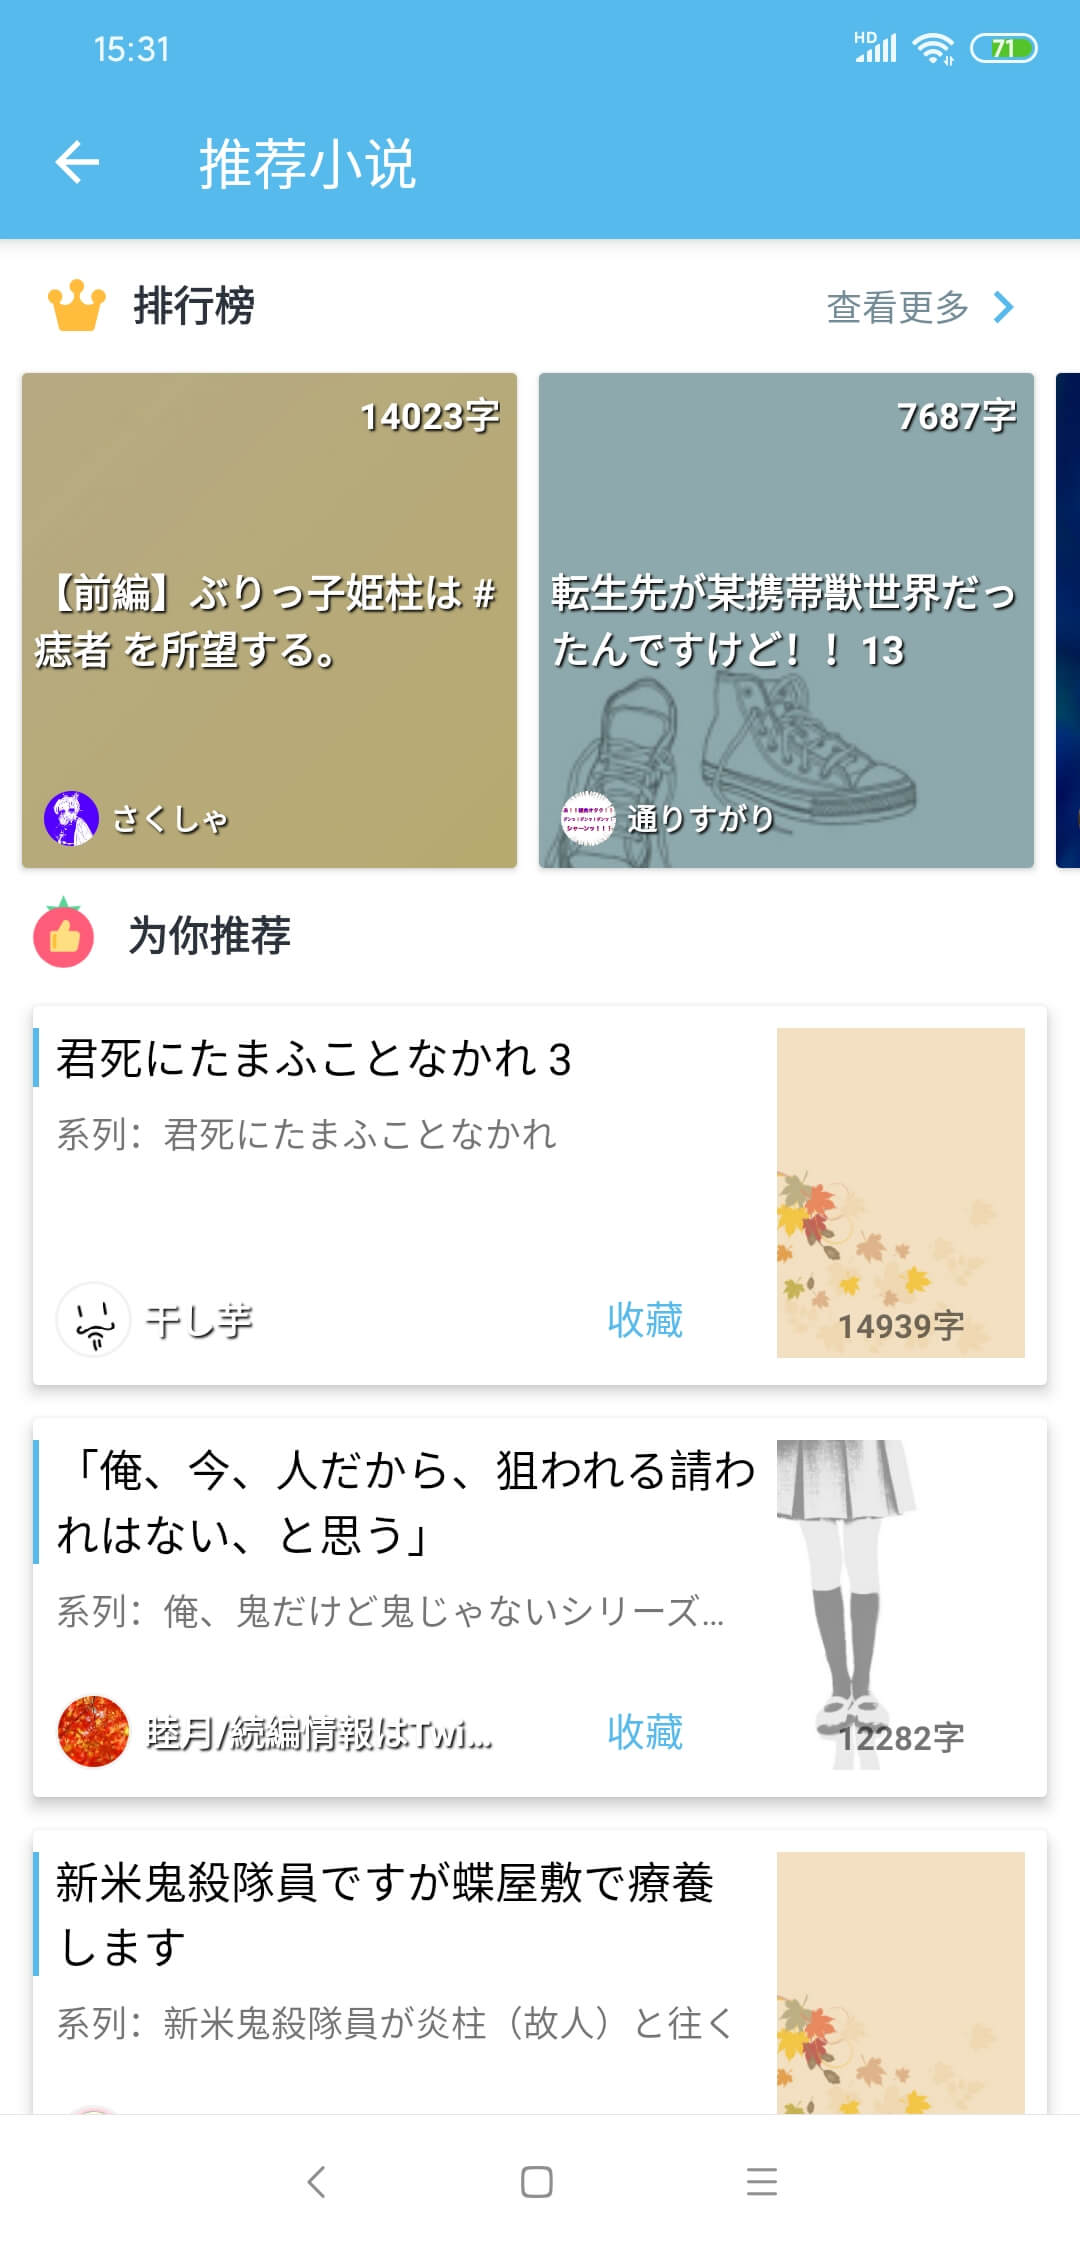 15:31
HD
71
推荐小说
排行榜
查看更多
14023字
【前編】ぶりっ子姫柱は #
痣者 を所望する。
さくしゃ
7687字
転生先が某携帯獣世界だっ
たんですけど！！ 13
通りすがり
为你推荐
君死にたまふことなかれ 3
系列：君死にたまふことなかれ
干し芋
收藏
14939字
「俺、今、人だから、狙われる請わ
れはない、と思う」
系列：俺、鬼だけど鬼じゃないシリーズ...
睦月/続編情報はTwi...
收藏
12282字
新米鬼殺隊員ですが蝶屋敷で療養
します
系列：新米鬼殺隊員が炎柱（故人）と往く